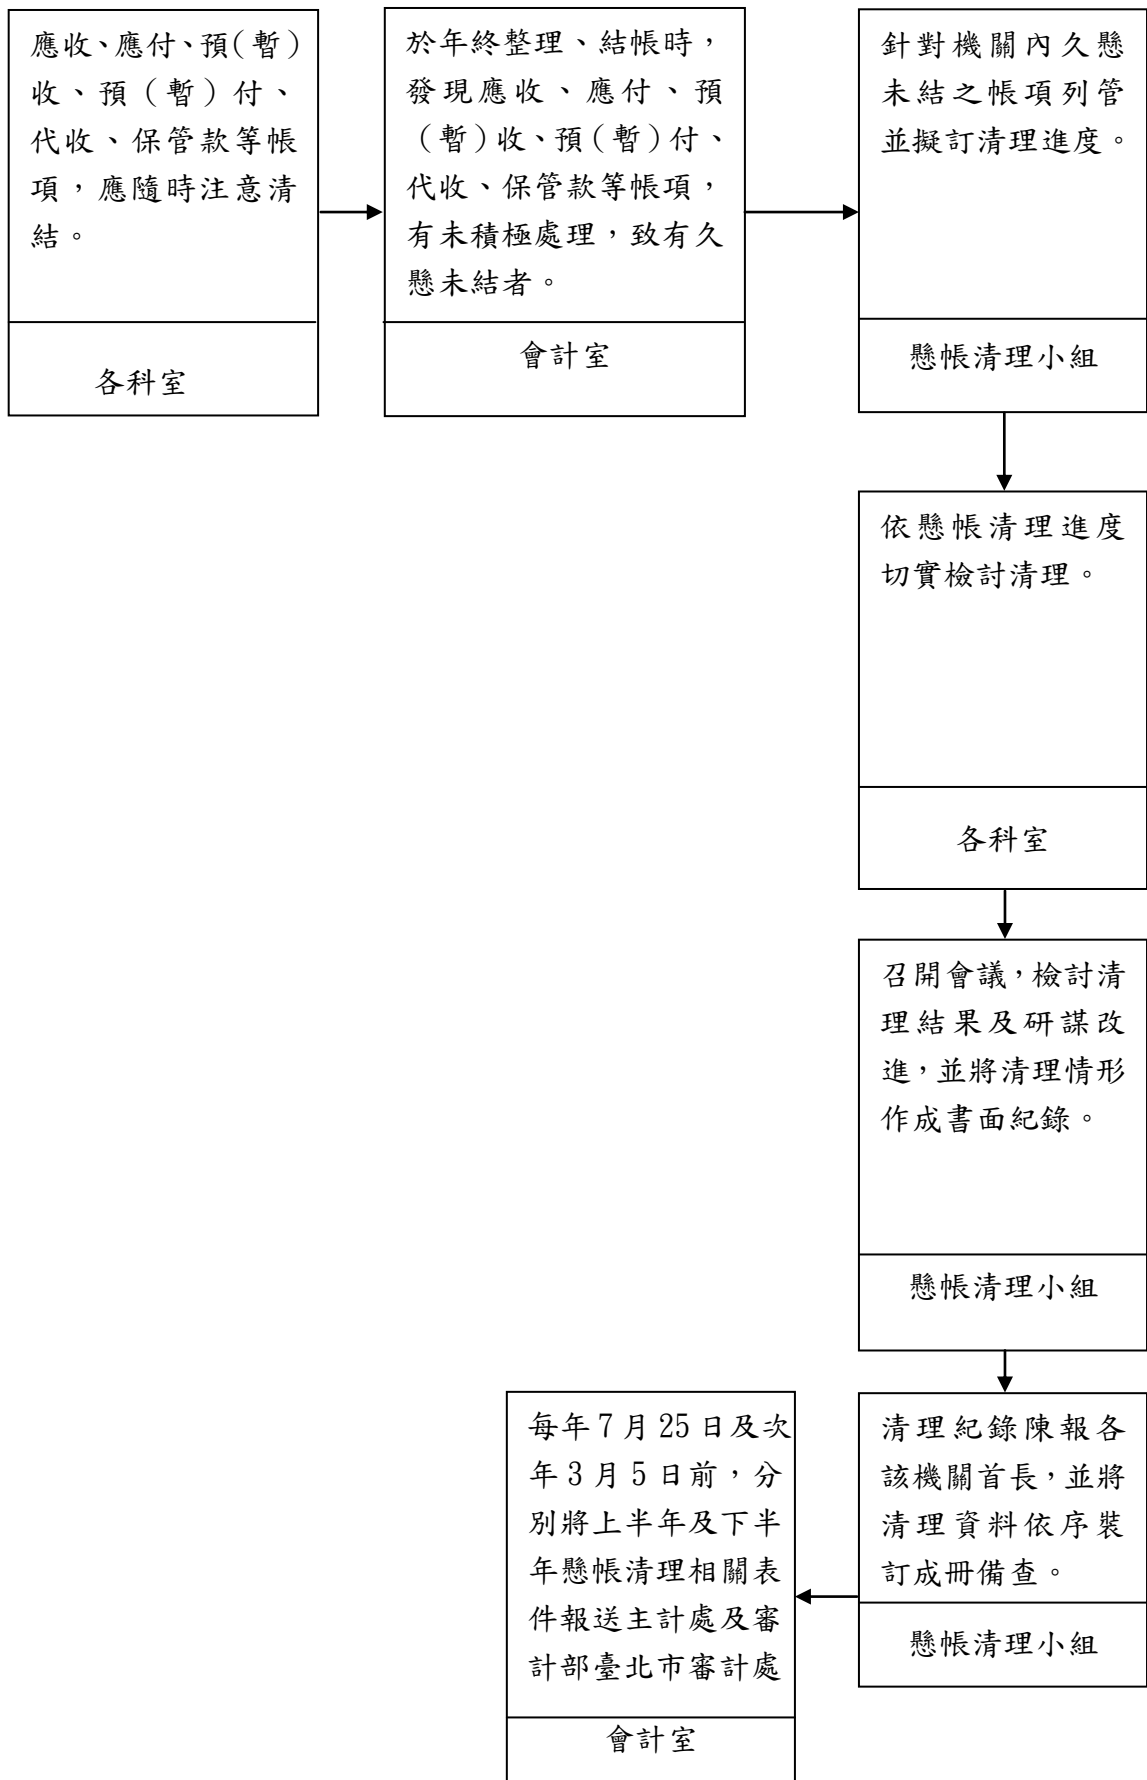 應收、應付、預(暫)
收、預（暫）付、
代收、保管款等帳
項，應隨時注意清
結。
各科室
於年終整理、結帳時，
發現應收、應付、預
（暫)收、預(暫)付、
代收、保管款等帳項，
有未積極處理，致有久
懸未結者。
會計室
針對機關內久懸
未結之帳項列管
並擬訂清理進度。
懸帳清理小組
依懸帳清理進度
切實檢討清理。
各科室
召開會議，檢討清
理結果及研謀改
進，並將清理情形
作成書面紀錄。
懸帳清理小組
清理紀錄陳報各
該機關首長，並將
清理資料依序裝
訂成冊備查。
懸帳清理小組
每年 7 月 25 日及次
年 3 月 5 日前，分
別將上半年及下半
年懸帳清理相關表
件報送主計處及審
計部臺北市審計處
會計室